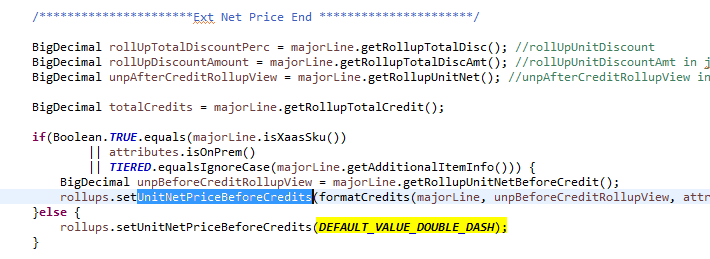 /**********************Ext Net Price End **********************/
BigDecimal rollUpTotalDiscountPerc = majorLine.getRollupTotalDisc(); //rollUpUnitDiscount
BigDecimal rollUpDiscountAmount = majorLine.getRollupTotalDiscAmt(); //rollUpUnitDiscountAmt in j
BigDecimal unpAfterCreditRollupView = majorLine.getRollupUnitNet(); //unpAfterCreditRollupView in
BigDecimal totalCredits = majorLine.getRollupTotalCredit();
if(Boolean.TRUE.equals(majorLine.isXaasSku())
|| attributes.isOnPrem()
|| TIERED.equalsIgnoreCase(majorLine.getAdditionalItemInfo())) {
BigDecimal unpBeforeCreditRollupView = majorLine.getRollupUnitNetBeforeCredit();
rollups.setUnitNetPriceBeforeCredits(formatCredits(majorLine, unpBeforeCreditRollupView, attr
}else {
rollups.setUnitNetPriceBeforeCredits(DEFAULT_VALUE_DOUBLE_DASH);
}